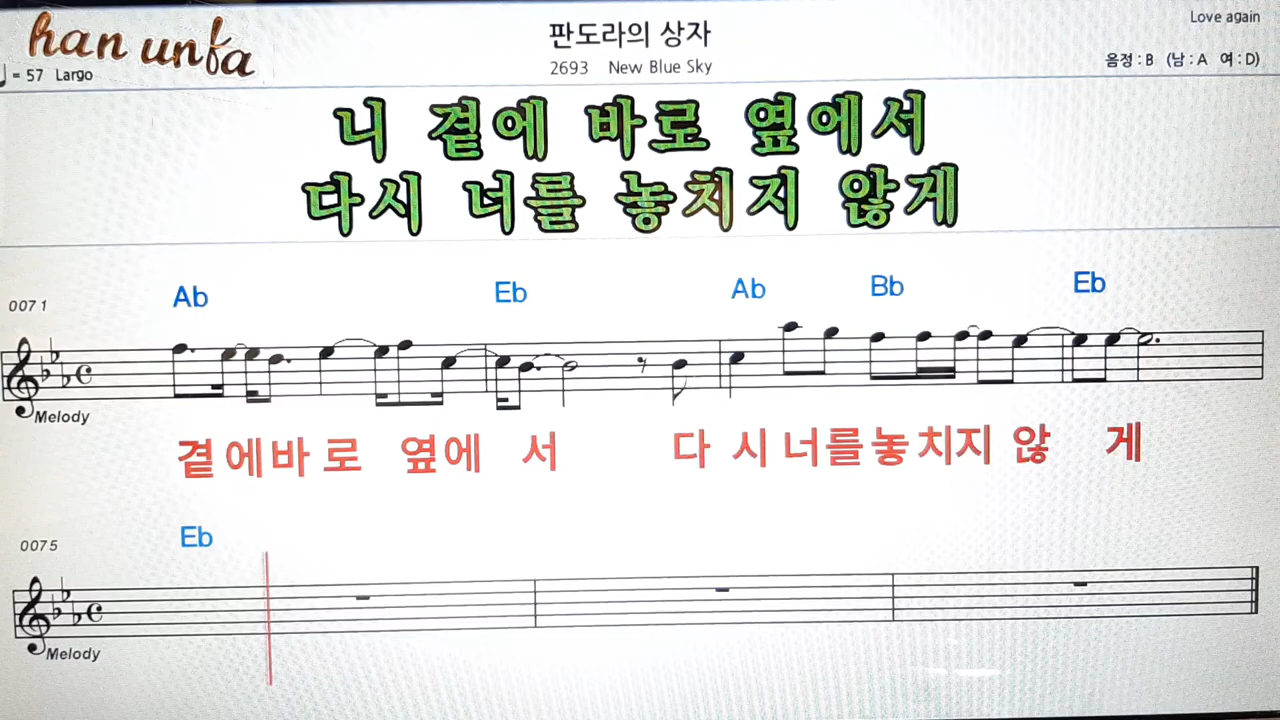 Love again
han unfa
판도라의 상자
♩ = 57 Largo
2693 New Blue Sky
음정 : B (남 : A 여 : D)
니 곁에 바로 옆에서
다시 너를 놓치지 않게
Ab Eb Ab Bb Eb
0071
Melody
곁에바로 옆에 서 다 시 너를놓치지 않 게
Eb
0075
Melody